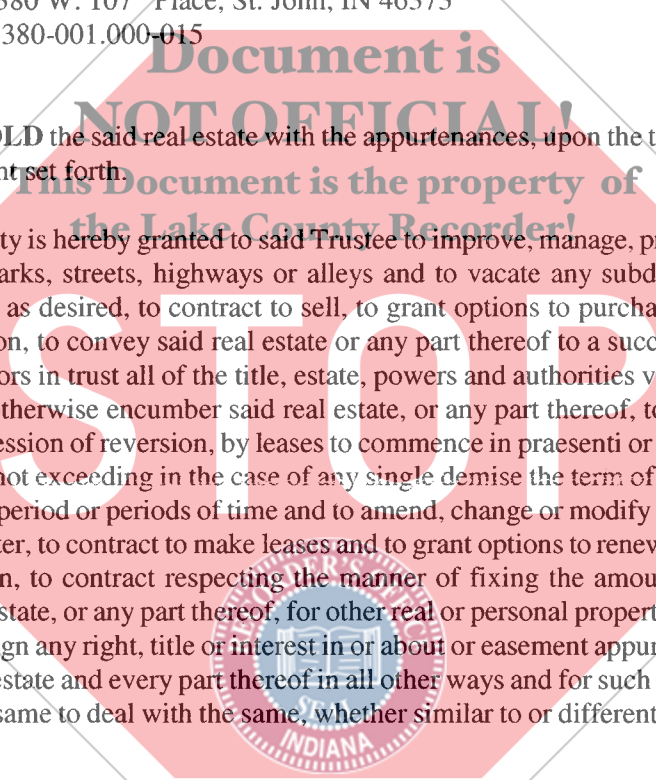 380 W. 107 Place, St. John, IN 46373
380-001.000-015
Document is
NOT OFFICIAL!
OLD the said real estate with the appurtenances, upon the t
nt set forth.
This Document is the property of
the Lake County Recorder!
ty is hereby granted to said Trustee to improve, manage, pr
arks, streets, highways or alleys and to vacate any subd
as desired, to contract to sell, to grant options to purcha
on, to convey said real estate or any part thereof to a succ
ors in trust all of the title, estate, powers and authorities v
therwise encumber said real estate, or any part thereof, to
ession of reversion, by leases to commence in praesenti or
not exceeding in the case of any single demise the term of
period or periods of time and to amend, change or modify
ter, to contract to make leases and to grant options to renew
n, to contract respecting the manner of fixing the amou
state, or any part thereof, for other real or personal propert
gn any right, title or interest in or about or easement appur
estate and every part thereof in all other ways and for such
same to deal with the same, whether similar to or different
STOP
RECORDER'S OFFICE
SEAL
INDIANA